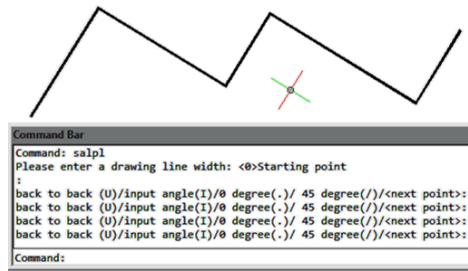 Command Bar
Command: salpl
Please enter a drawing line width: <0>Starting point
:
back to back (U)/input angle(I)/0 degree(.)/ 45 degree(/)/<next point>:
back to back (U)/input angle(I)/0 degree(.)/ 45 degree(/)/<next point>:
back to back (U)/input angle(I)/0 degree(.)/ 45 degree(/)/<next point>:
back to back (U)/input angle(I)/0 degree(.)/ 45 degree(/)/<next point>:
Command: